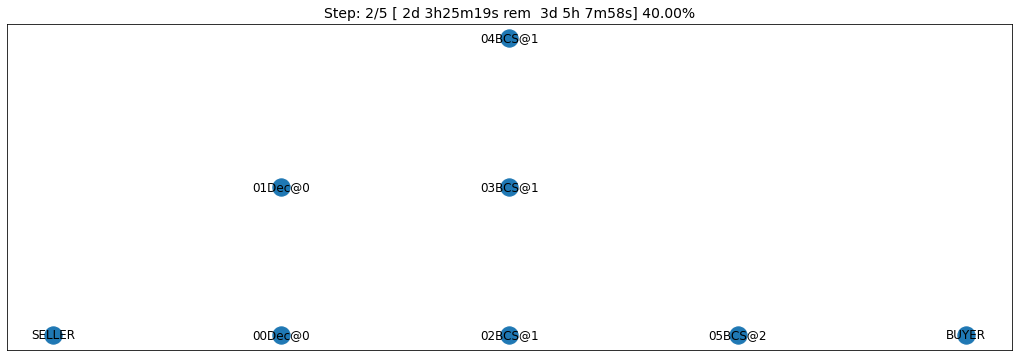 Step: 2/5 [ 2d 3h25m19s rem  3d 5h 7m58s] 40.00%
04BCS@1
01Dec@0 03BCS@1
SELLER 00Dec@0 02BCS@1 05BCS@2 BUYER